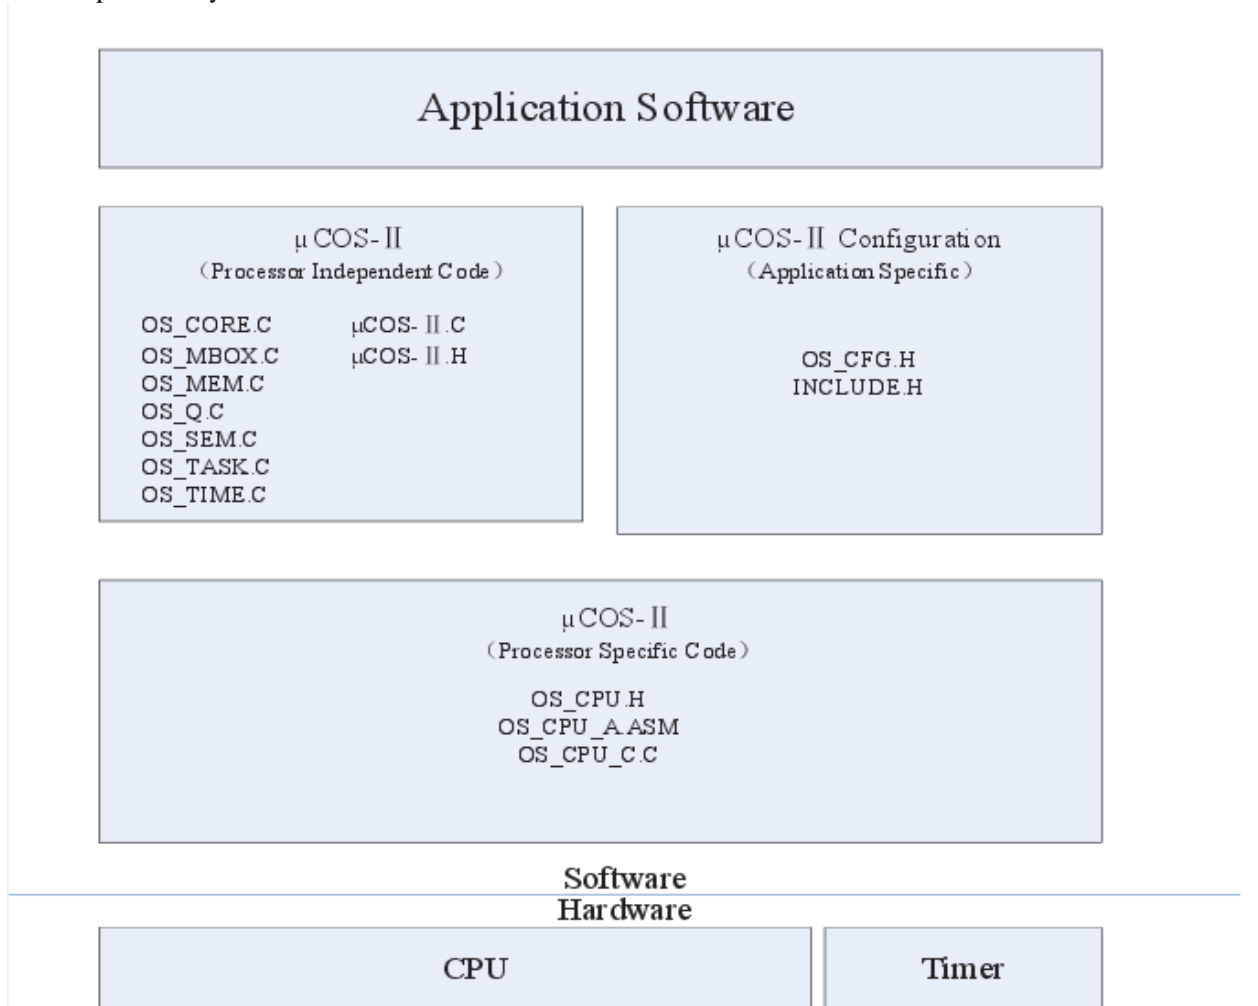 Application Software
μCOS-Ⅱ
（Processor Independent Code）
OS_CORE.C
OS_MBOX.C
OS_MEM.C
OS_Q.C
OS_SEM.C
OS_TASK.C
OS_TIME.C
μCOS-Ⅱ.C
μCOS-Ⅱ.H
μCOS-Ⅱ Configuration
（Application Specific）
OS_CFG.H
INCLUDE.H
μCOS-Ⅱ
（Processor Specific Code）
OS_CPU.H
OS_CPU_A.ASM
OS_CPU_C.C
Software
Hardware
CPU
Timer